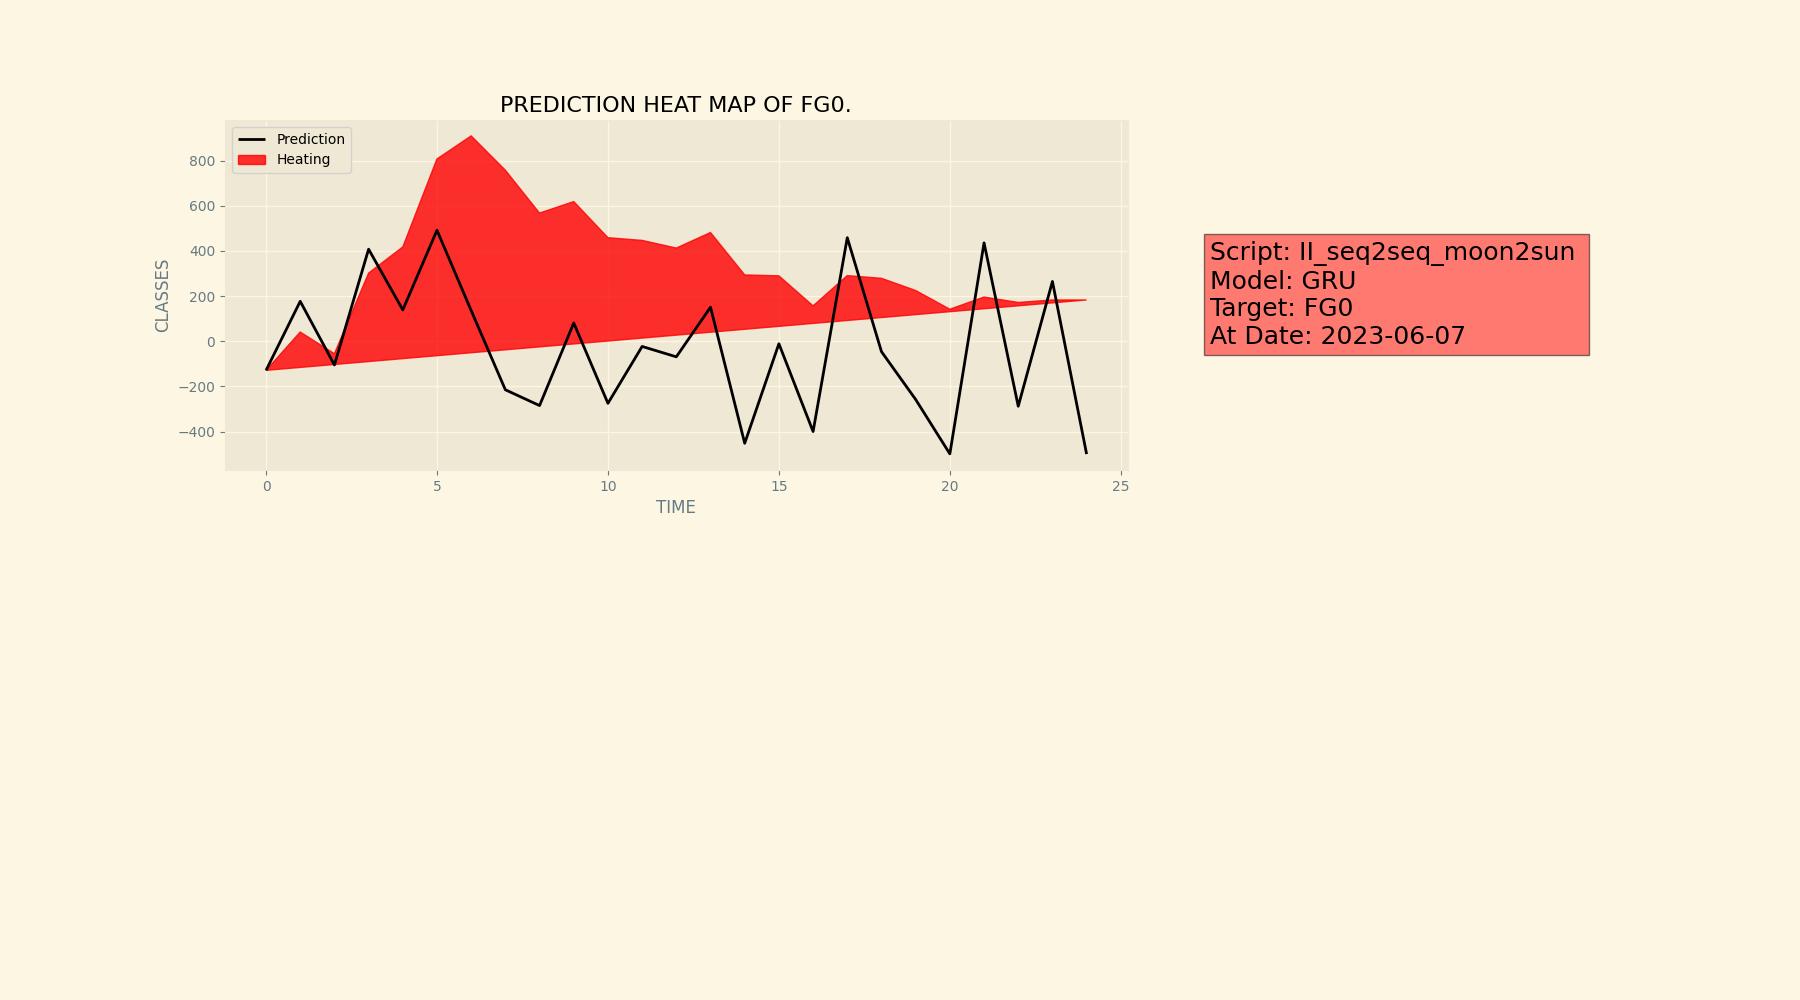 PREDICTION HEAT MAP OF FG0.
Prediction
Heating
CLASSES
800
600
400
200
0
−200
−400
0 5 10 15 20 25
TIME
Script: II_seq2seq_moon2sun
Model: GRU
Target: FG0
At Date: 2023-06-07